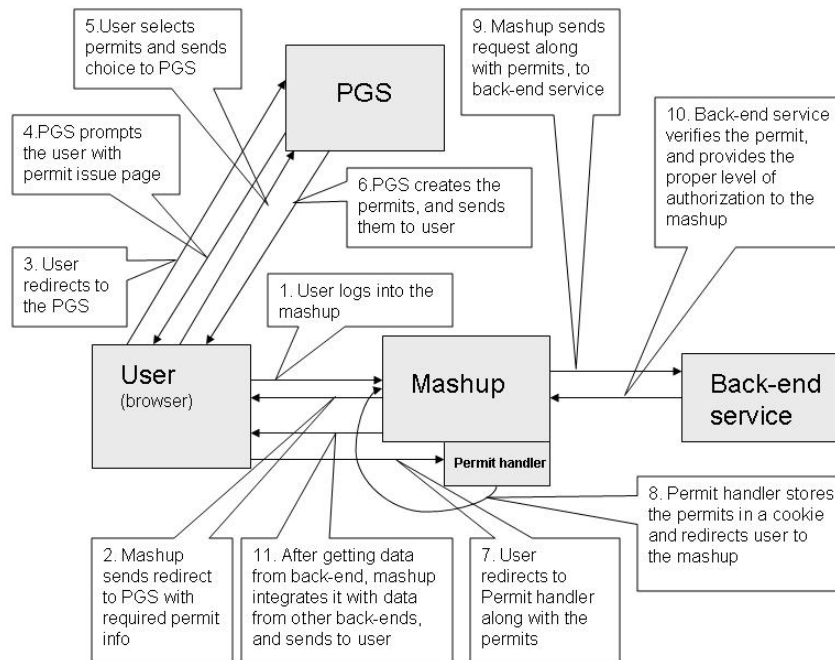 5.User selects
permits and sends
choice to PGS
9. Mashup sends
request along
with permits, to
back-end service
PGS
4.PGS prompts
the user with
permit issue page
10. Back-end service
verifies the permit,
and provides the
proper level of
authorization to the
mashup
6.PGS creates the
permits, and sends
them to user
3. User
redirects to
the PGS
1. User logs into the
mashup
User
(browser)
Mashup
Back-end
service
Permit handler
8. Permit handler stores
the permits in a cookie
and redirects user to
the mashup
2. Mashup
sends redirect
to PGS with
required permit
info
11. After getting data
from back-end, mashup
integrates it with data
from other back-ends,
and sends to user
7. User
redirects to
Permit handler
along with the
permits